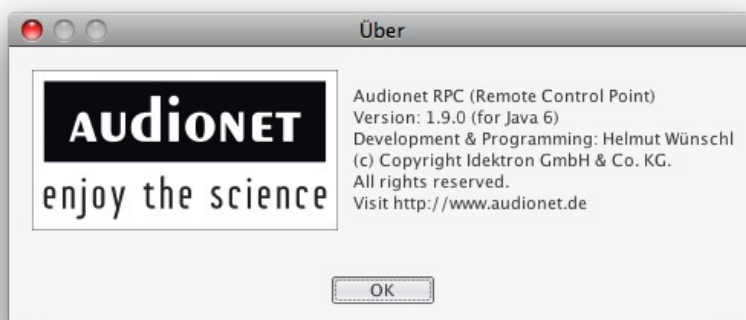 Über
AUDIONET
enjoy the science
Audionet RPC (Remote Control Point)
Version: 1.9.0 (for Java 6)
Development & Programming: Helmut Wünschl
(c) Copyright Idektron GmbH & Co. KG.
All rights reserved.
Visit http://www.audionet.de
OK